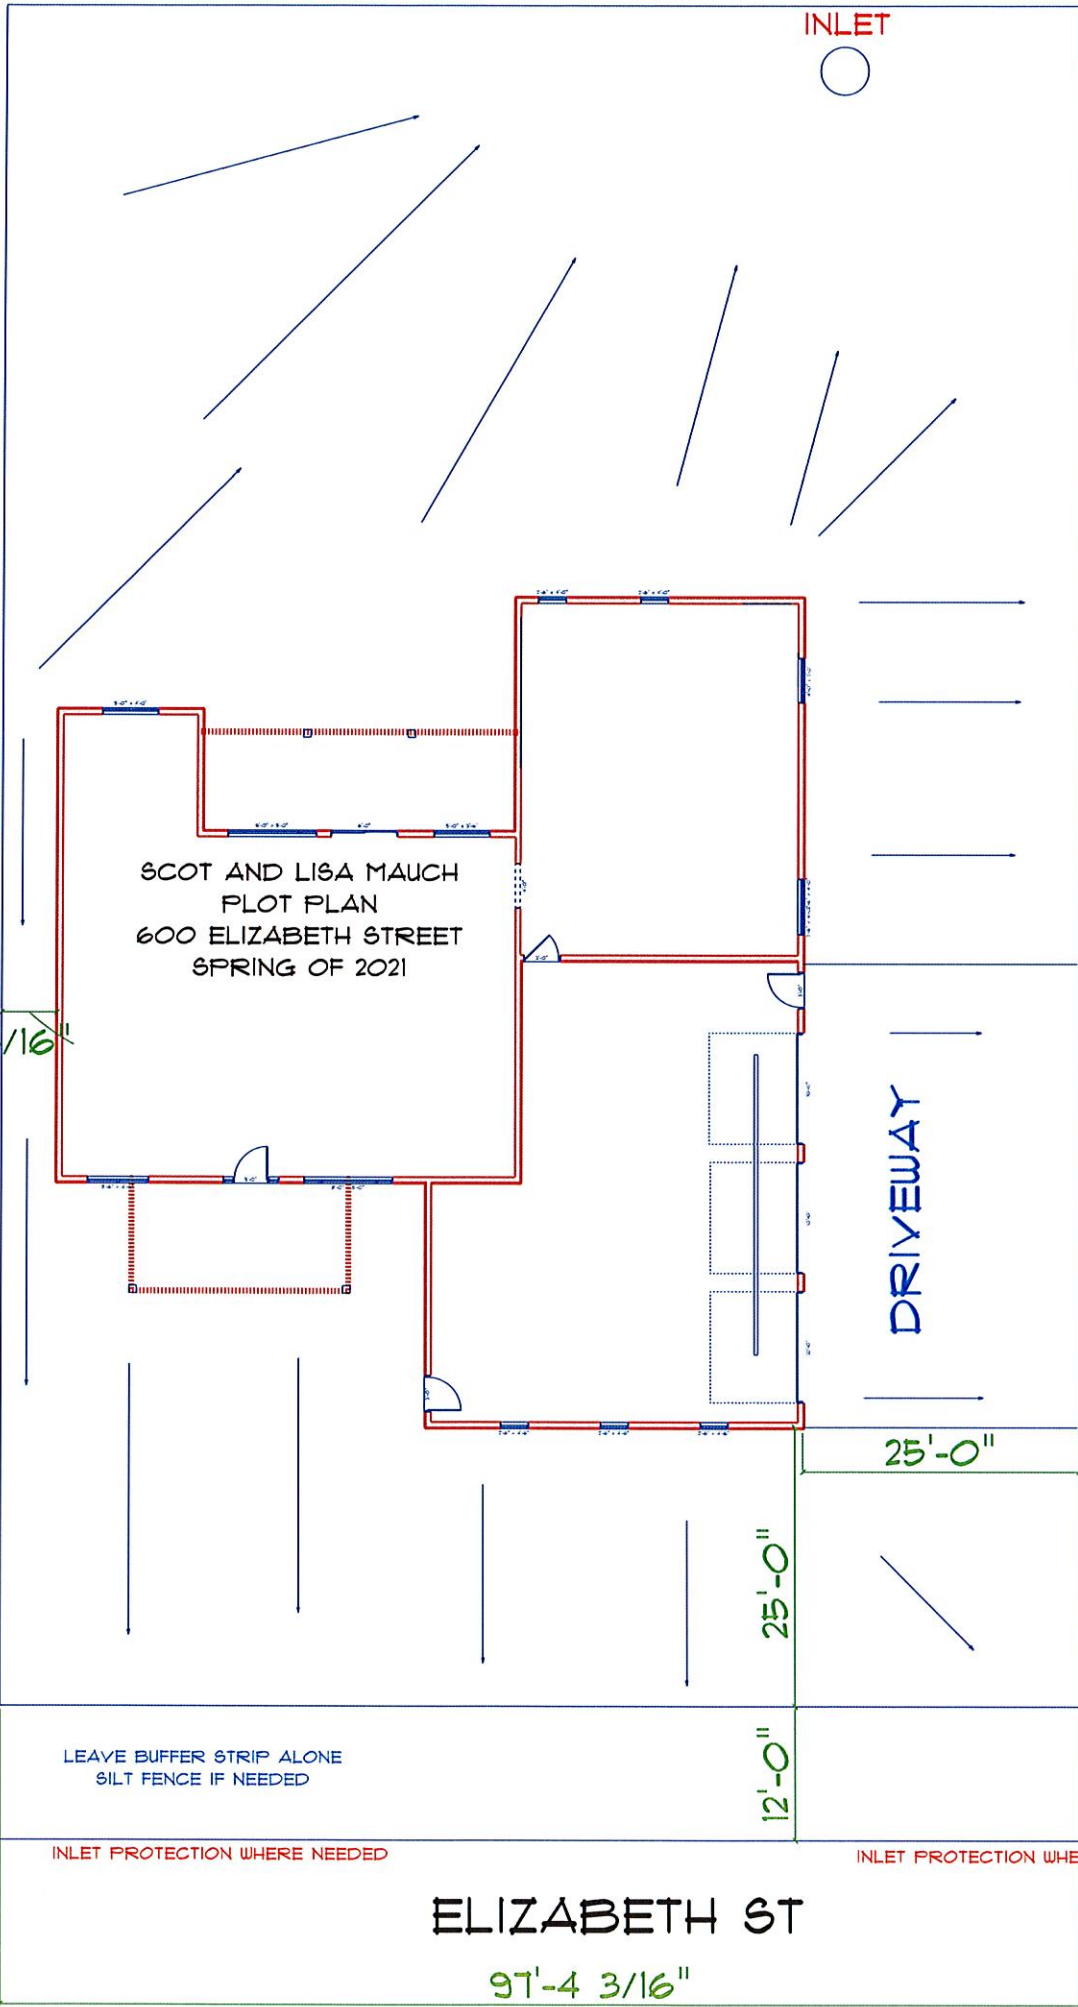 INLET
SCOT AND LISA MAUCH
PLOT PLAN
600 ELIZABETH STREET
SPRING OF 2021
/16"
DRIVEWAY
25'-0"
25'-0"
12'-0"
LEAVE BUFFER STRIP ALONE
SILT FENCE IF NEEDED
INLET PROTECTION WHERE NEEDED
INLET PROTECTION WHE
ELIZABETH ST
97'-4 3/16"